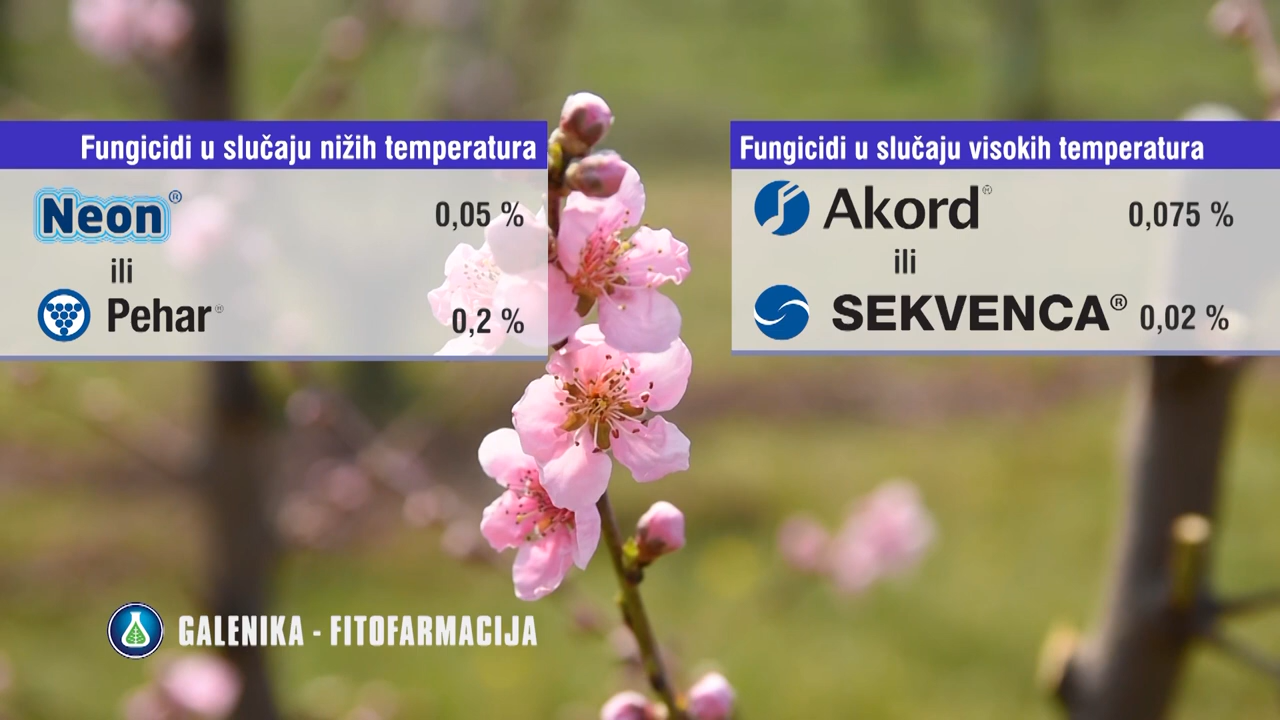 Fungicidi u slučaju nižih temperatura
Neon® 0,05 %
ili
Pehar® 0,2 %
Fungicidi u slučaju visokih temperatura
Akord® 0,075 %
ili
SEKVENCA® 0,02 %
GALENIKA - FITOFARMACIJA